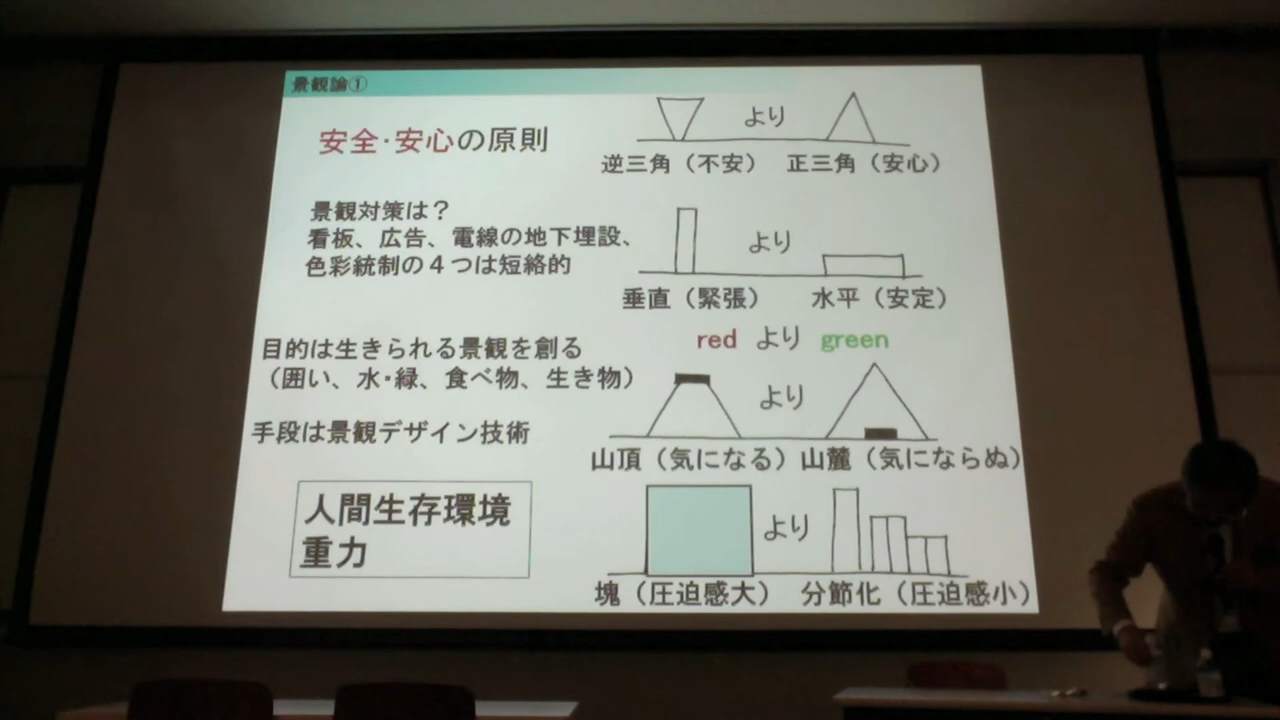 景観論①
安全・安心の原則
より
逆三角（不安） 正三角（安心）
景観対策は？
看板、広告、電線の地下埋設、
色彩統制の４つは短絡的
より
垂直（緊張） 水平（安定）
red より green
目的は生きられる景観を創る
（囲い、水・緑、食べ物、生き物）
手段は景観デザイン技術
より
山頂（気になる） 山麓（気にならぬ）
人間生存環境
重力
より
塊（圧迫感大） 分節化（圧迫感小）